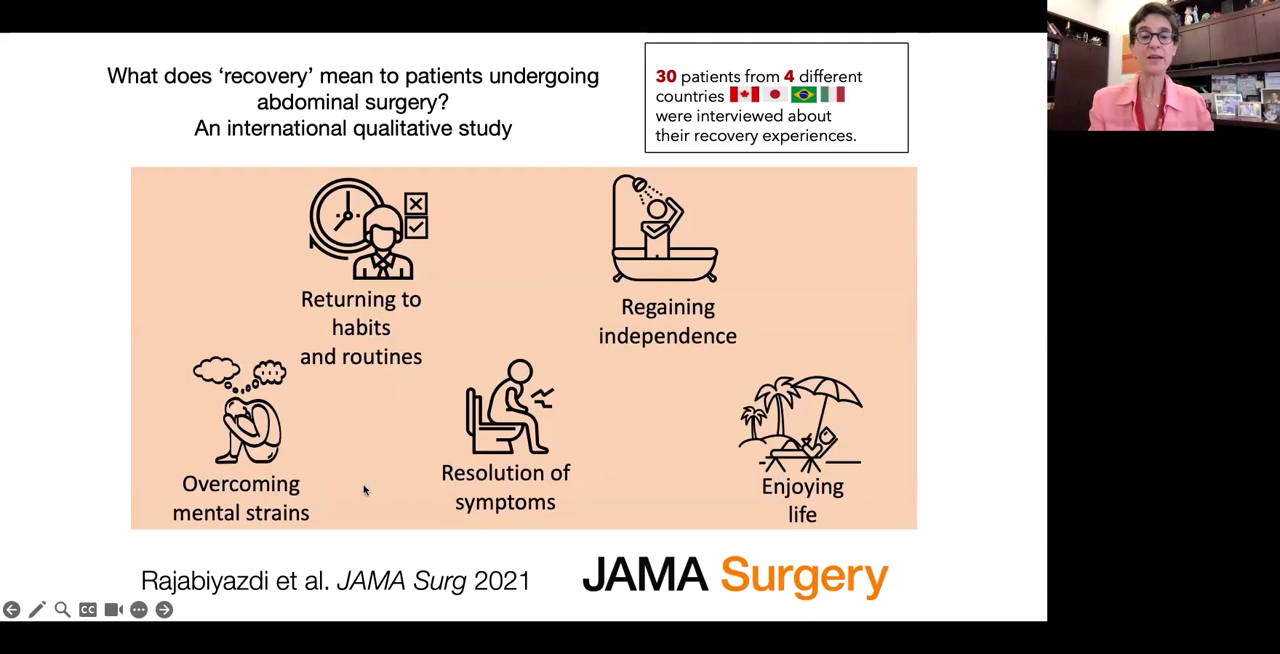 What does ‘recovery’ mean to patients undergoing
abdominal surgery?
An international qualitative study
30 patients from 4 different
countries
were interviewed about
their recovery experiences.
Returning to
habits
and routines
Regaining
independence
Overcoming
mental strains
Resolution of
symptoms
Enjoying
life
Rajabiyazdi et al. JAMA Surg 2021
JAMA Surgery
CC